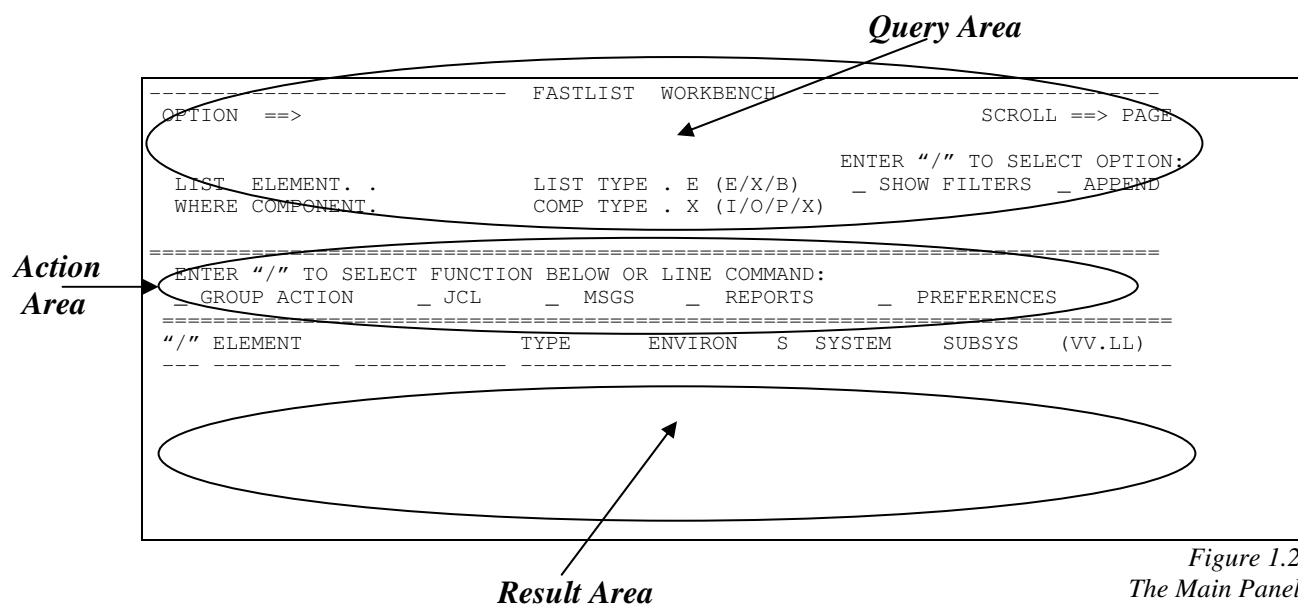 Query Area
---------------------------- FASTLIST WORKBENCH ----------------------------
OPTION ==> SCROLL ==> PAGE
ENTER “/” TO SELECT OPTION:
LIST ELEMENT. . LIST TYPE . E (E/X/B) _ SHOW FILTERS _ APPEND
WHERE COMPONENT. COMP TYPE . X (I/O/P/X)
===============================================================================
Action Area
ENTER “/” TO SELECT FUNCTION BELOW OR LINE COMMAND:
_ GROUP ACTION _ JCL _ MSGS _ REPORTS _ PREFERENCES
===============================================================================
“/” ELEMENT TYPE ENVIRON S SYSTEM SUBSYS (VV.LL)
--- ---------- ------------ ---------------------------------------------------
Result Area
Figure 1.2
The Main Panel